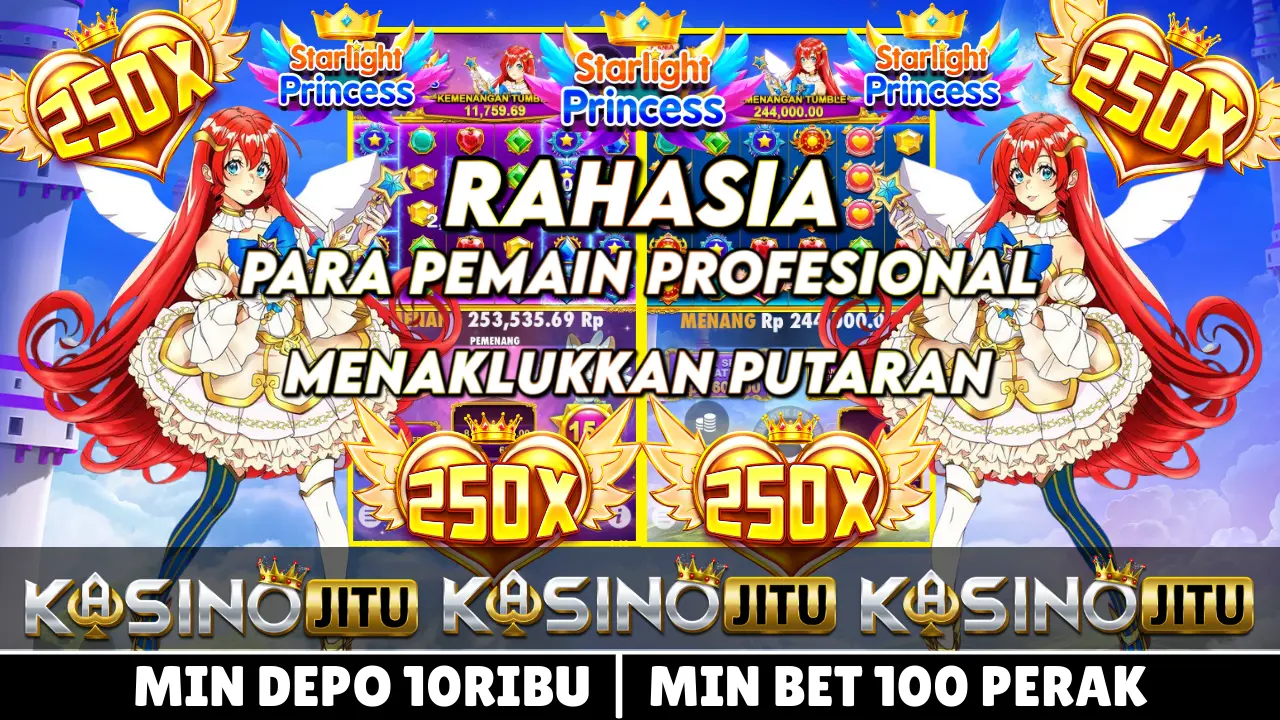 250X
Starlight
Princess
Starlight
Princess
Starlight
Princess
250X
KEMENANGAN TUMB
11,759.69
MENANGAN TUMBLE
244,000.00
RAHASIA
PARA PEMAIN PROFESIONAL
253,535.69 Rp
MENANG Rp 244,000.0
PEMENANG
MENAKLUKKAN PUTARAN
250X
250X
KASINO JITU
KASINO JITU
KASINO JITU
MIN DEPO 10RIBU | MIN BET 100 PERAK